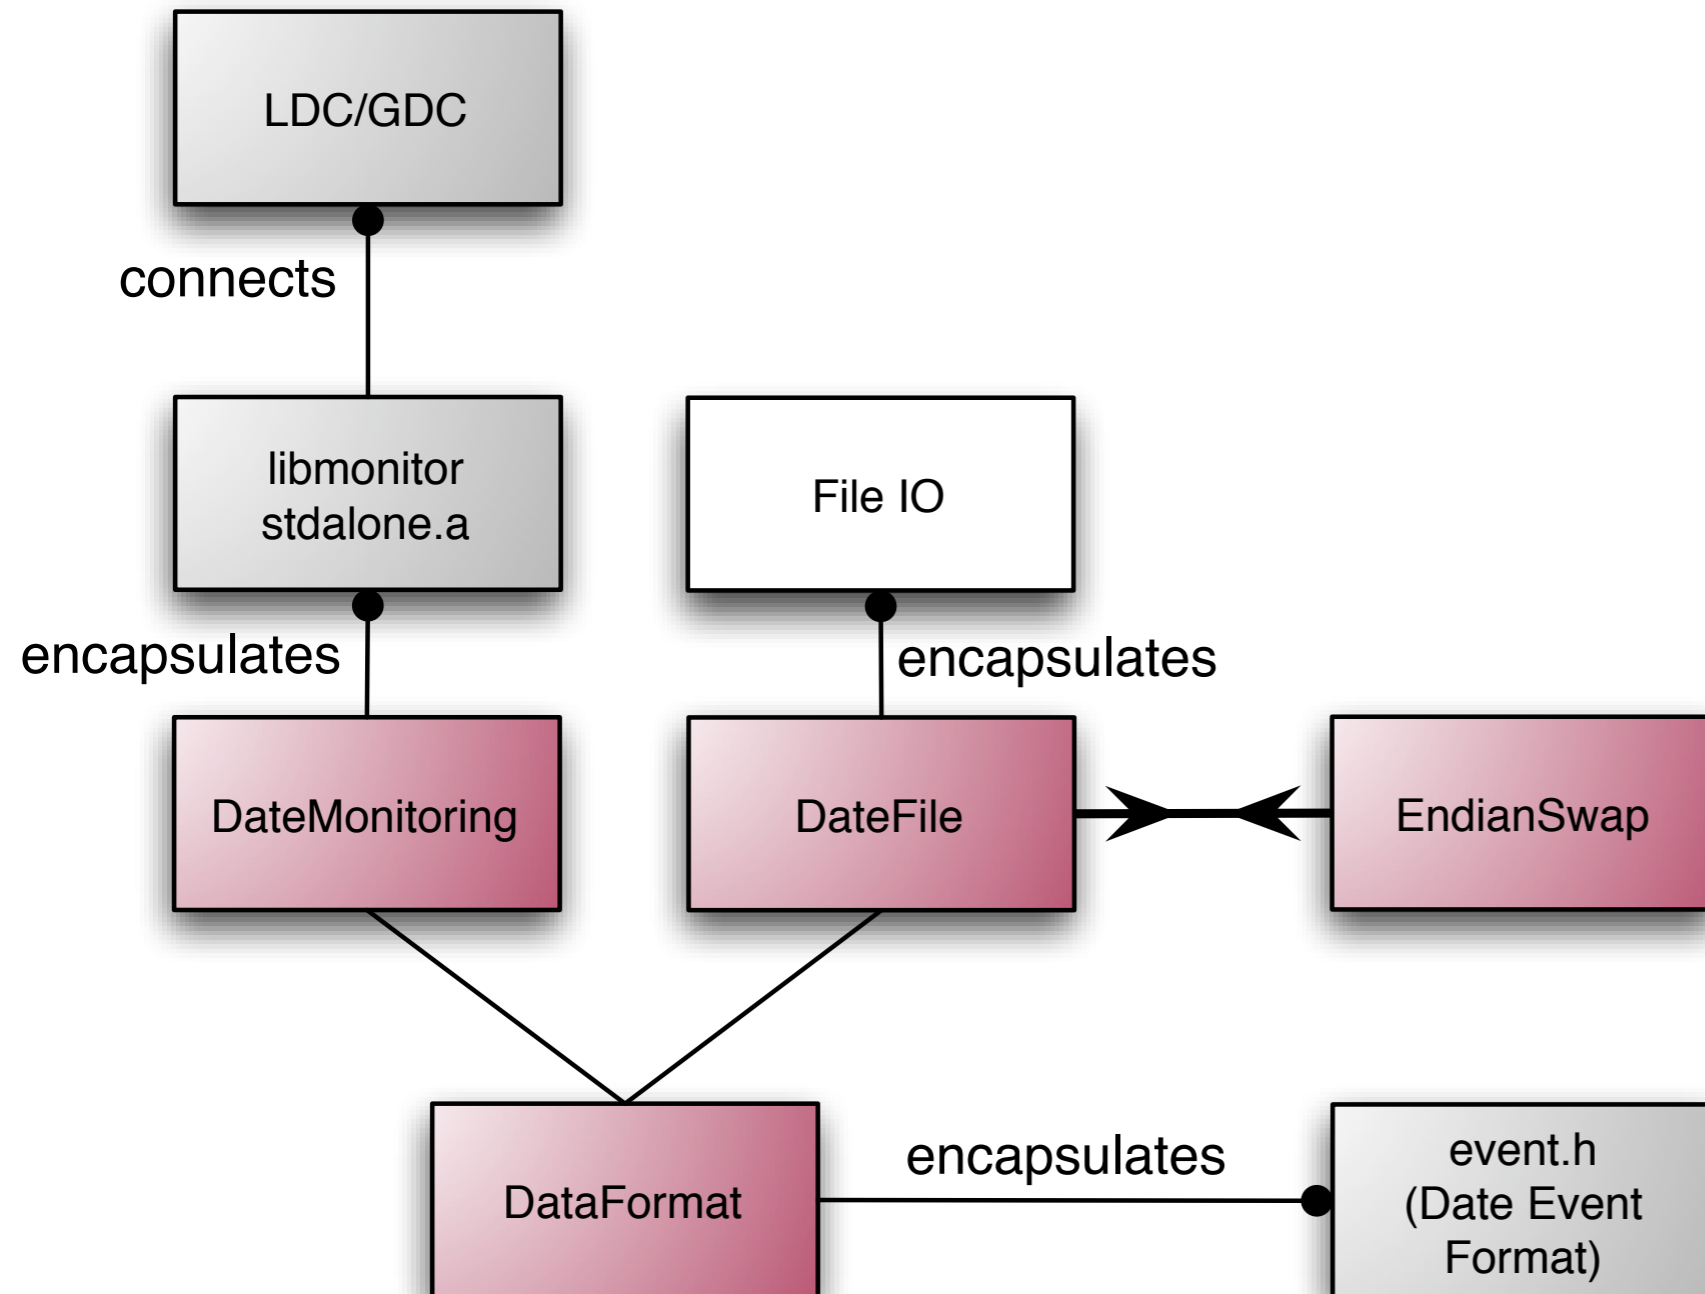 LDC/GDC
connects
libmonitor
stdalone.a
File IO
encapsulates
encapsulates
DateMonitoring
DateFile
EndianSwap
DataFormat
encapsulates
event.h
(Date Event
Format)